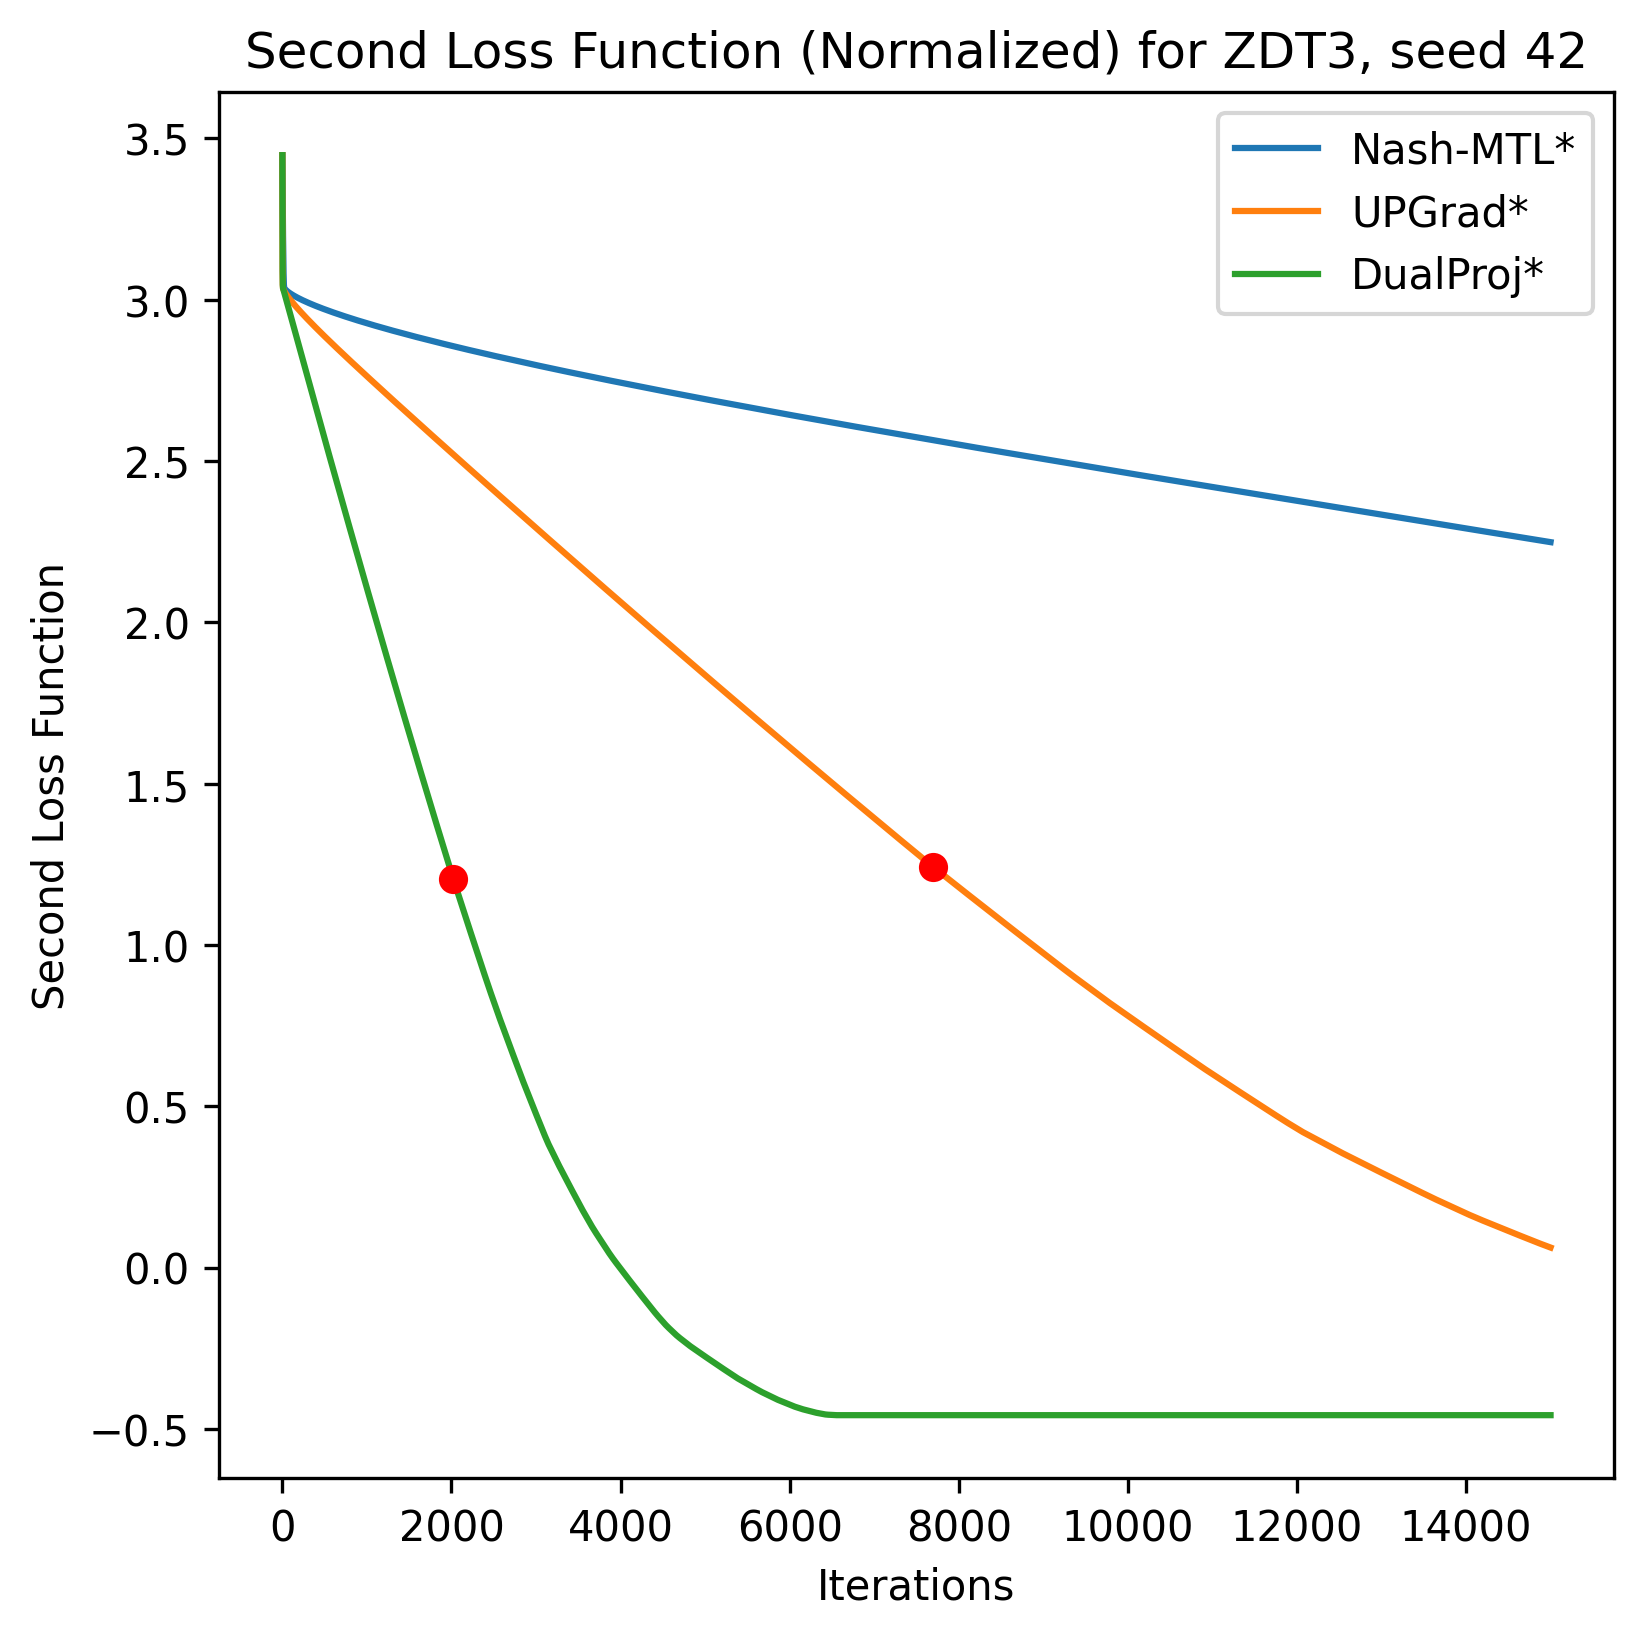 Second Loss Function (Normalized) for ZDT3, seed 42
Nash-MTL*
UPGrad*
DualProj*
Second Loss Function
3.5
3.0
2.5
2.0
1.5
1.0
0.5
0.0
−0.5
0 2000 4000 6000 8000 10000 12000 14000
Iterations